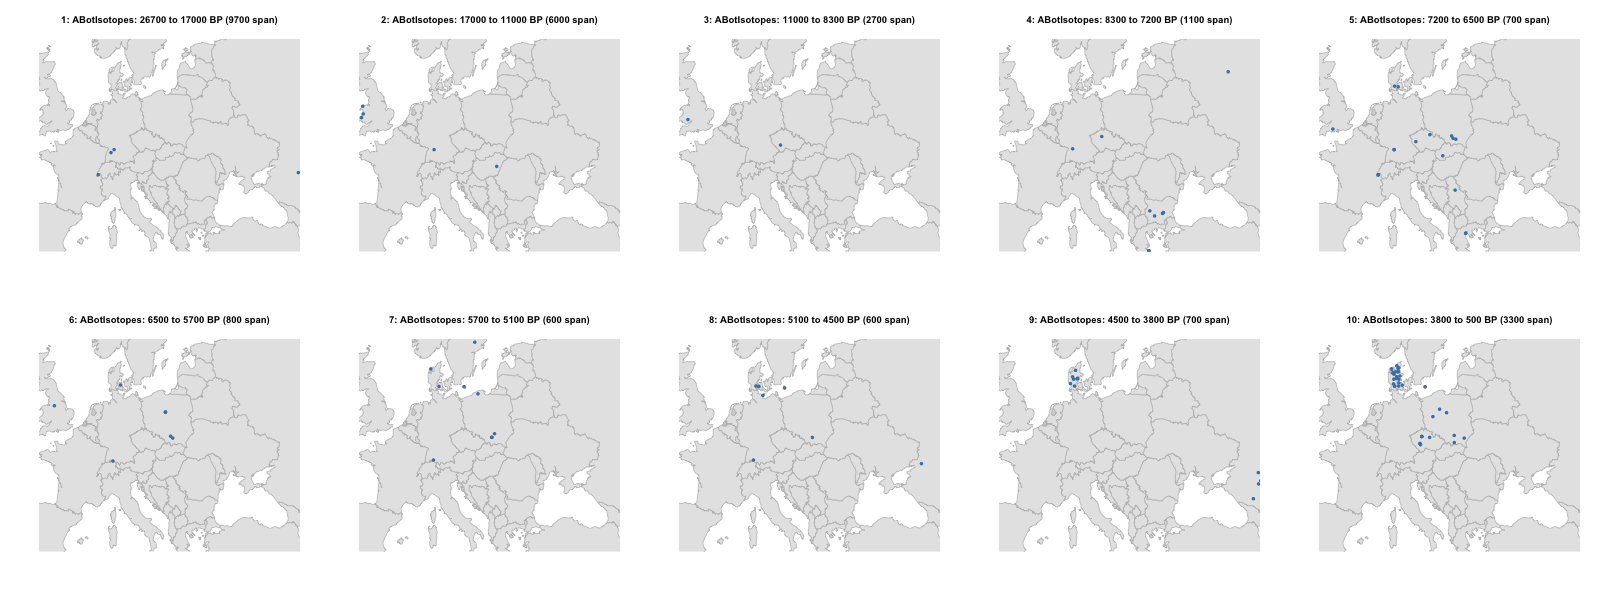 1: ABotIsotopes: 26700 to 17000 BP (9700 span)
2: ABotIsotopes: 17000 to 11000 BP (6000 span)
3: ABotIsotopes: 11000 to 8300 BP (2700 span)
4: ABotIsotopes: 8300 to 7200 BP (1100 span)
5: ABotIsotopes: 7200 to 6500 BP (700 span)
6: ABotIsotopes: 6500 to 5700 BP (800 span)
7: ABotIsotopes: 5700 to 5100 BP (600 span)
8: ABotIsotopes: 5100 to 4500 BP (600 span)
9: ABotIsotopes: 4500 to 3800 BP (700 span)
10: ABotIsotopes: 3800 to 500 BP (3300 span)